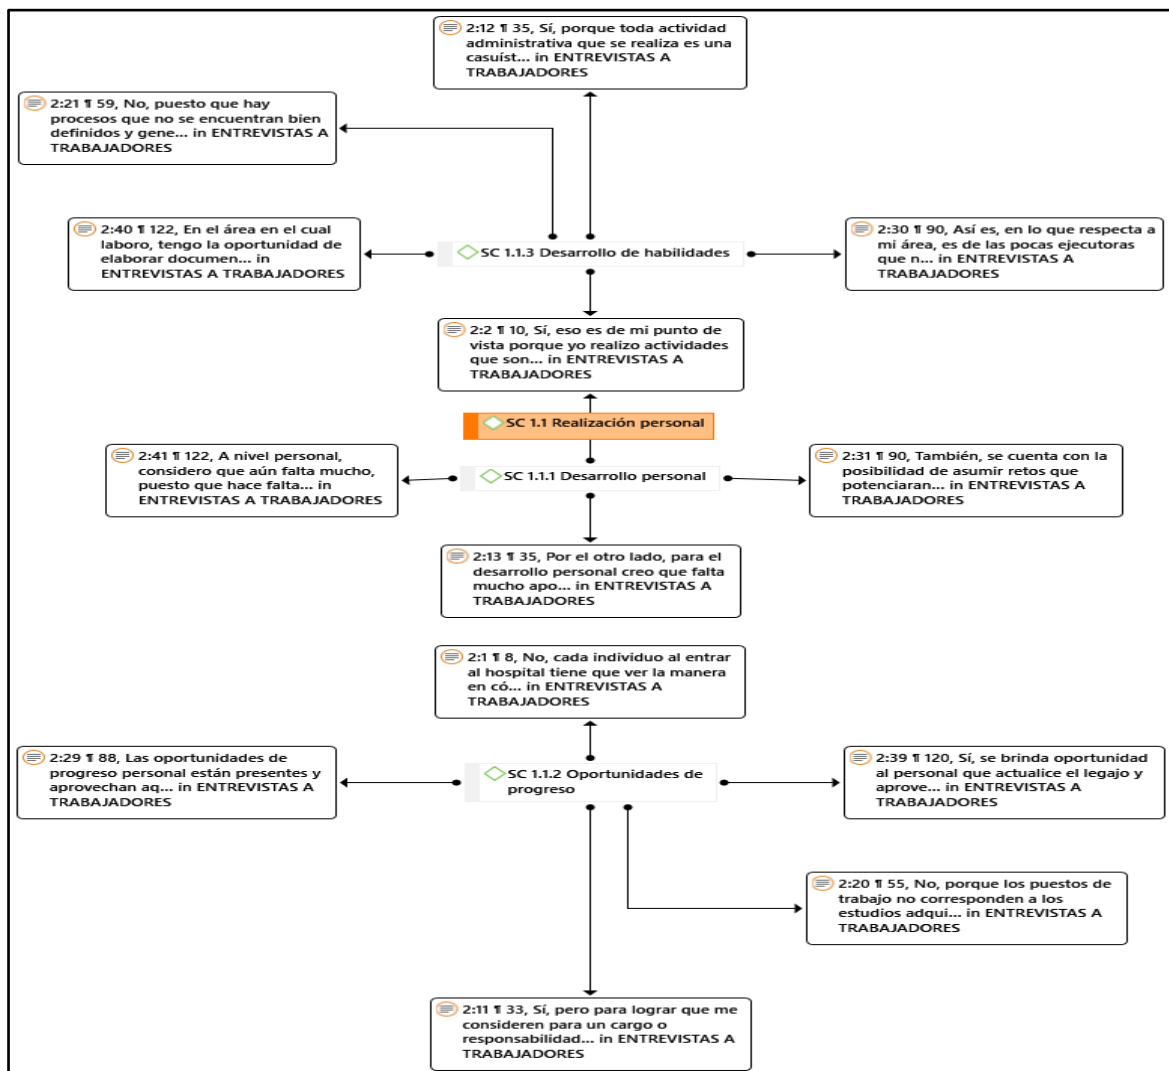 2:12 ¶ 35, Sí, porque toda actividad
administrativa que se realiza es una
casuíst... in ENTREVISTAS A
TRABAJADORES
2:21 ¶ 59, No, puesto que hay
procesos que no se encuentran bien
definidos y gene... in ENTREVISTAS A
TRABAJADORES
2:40 ¶ 122, En el área en el cual
laboro, tengo la oportunidad de
elaborar documen... in
ENTREVISTAS A TRABAJADORES
SC 1.1.3 Desarrollo de habilidades
2:30 ¶ 90, Así es, en lo que respecta a
mi área, es de las pocas ejecutoras
que n... in ENTREVISTAS A
TRABAJADORES
2:2 ¶ 10, Sí, eso es de mi punto de
vista porque yo realizo actividades
que son... in ENTREVISTAS A
TRABAJADORES
SC 1.1 Realización personal
2:41 ¶ 122, A nivel personal,
considero que aún falta mucho,
puesto que hace falta... in
ENTREVISTAS A TRABAJADORES
SC 1.1.1 Desarrollo personal
2:31 ¶ 90, También, se cuenta con la
posibilidad de asumir retos que
potenciaran... in ENTREVISTAS A
TRABAJADORES
2:13 ¶ 35, Por el otro lado, para el
desarrollo personal creo que falta
mucho apo... in ENTREVISTAS A
TRABAJADORES
2:1 ¶ 8, No, cada individuo al entrar
al hospital tiene que ver la manera
en có... in ENTREVISTAS A
TRABAJADORES
2:29 ¶ 88, Las oportunidades de
progreso personal están presentes y
aprovechan aq... in ENTREVISTAS A
TRABAJADORES
SC 1.1.2 Oportunidades de
progreso
2:39 ¶ 120, Sí, se brinda oportunidad
al personal que actualice el legajo y
aprove... in ENTREVISTAS A
TRABAJADORES
2:20 ¶ 55, No, porque los puestos de
trabajo no corresponden a los
estudios adqui... in ENTREVISTAS A
TRABAJADORES
2:11 ¶ 33, Sí, pero para lograr que me
consideren para un cargo o
responsabilidad... in ENTREVISTAS A
TRABAJADORES